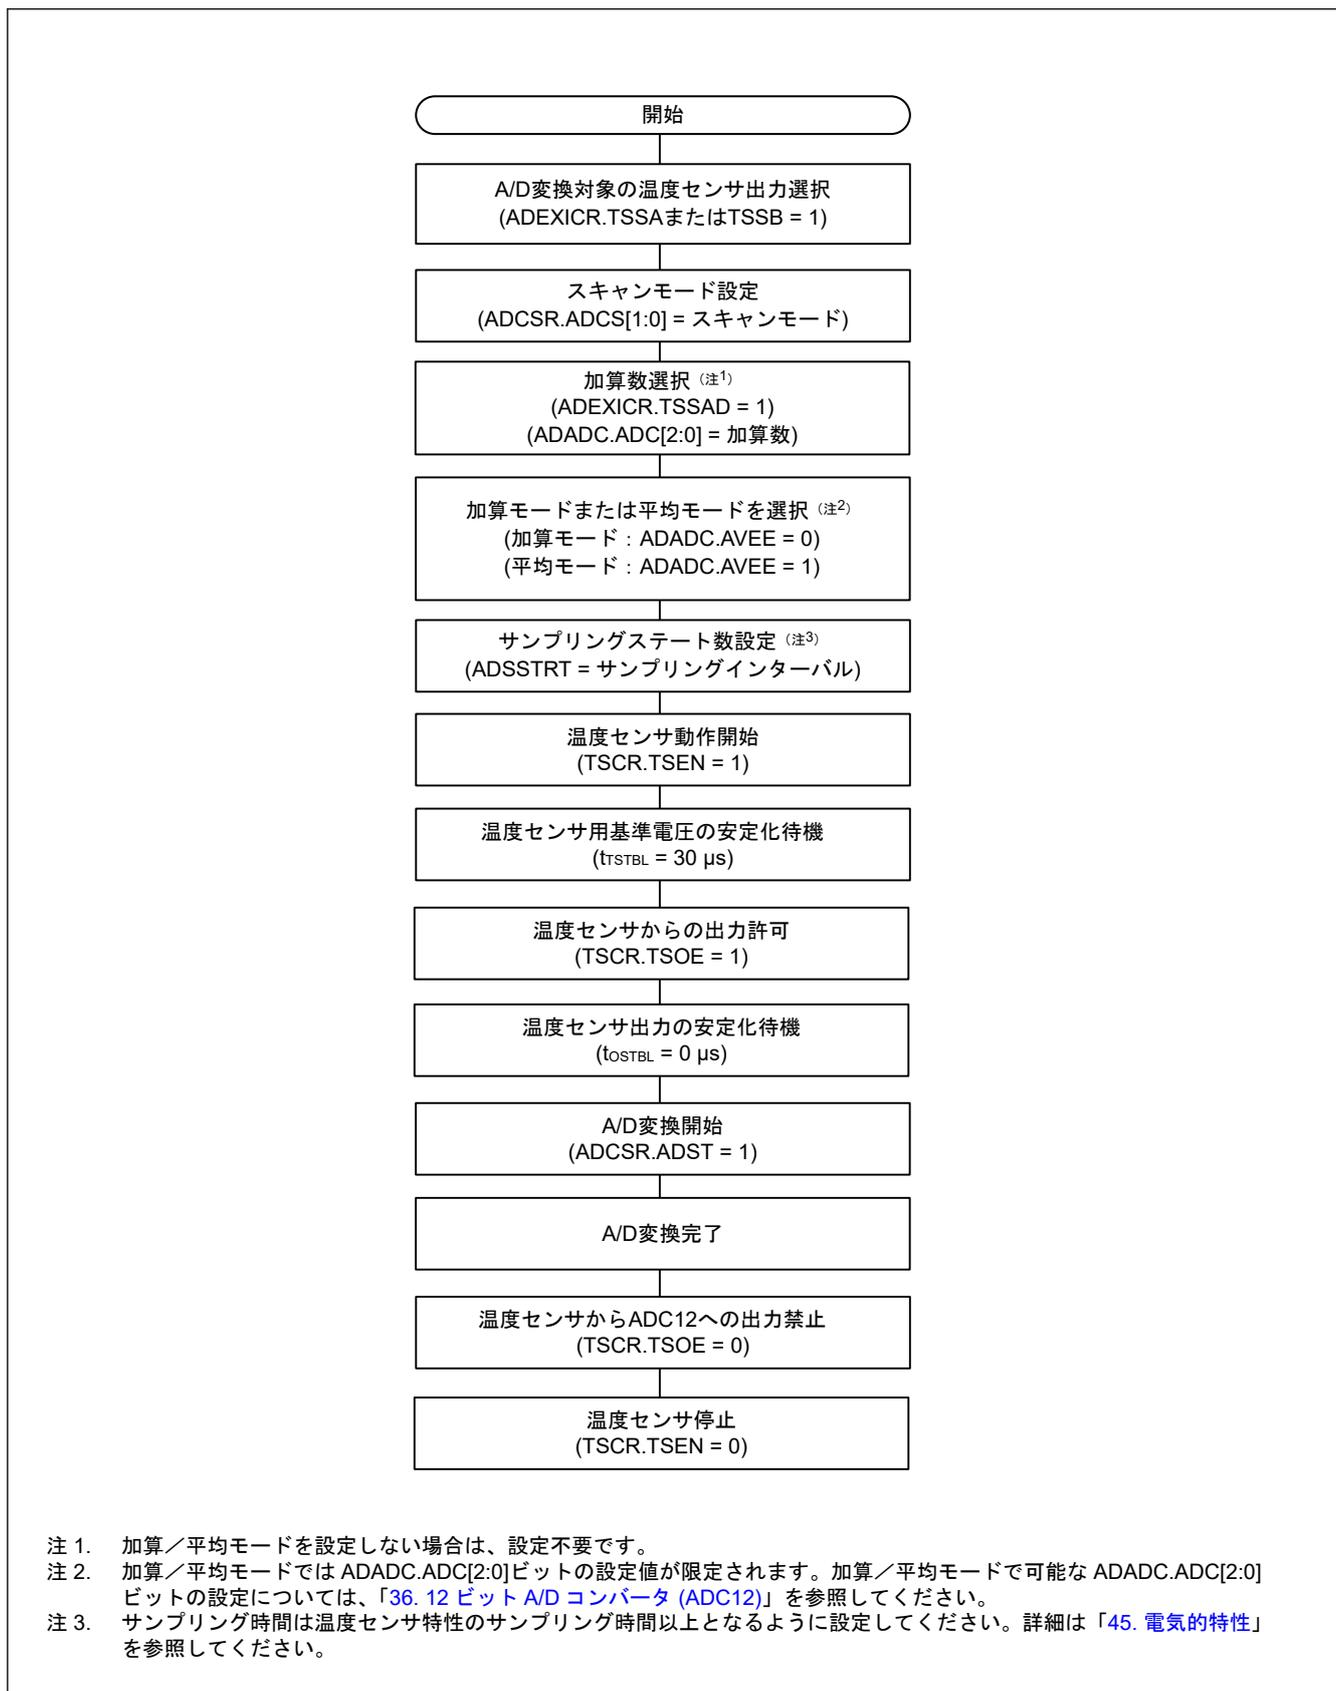 開始
A/D変換対象の温度センサ出力選択
(ADEXICR.TSSAまたはTSSB = 1)
スキャンモード設定
(ADCSR.ADCS[1:0] = スキャンモード)
加算数選択（注1）
(ADEXICR.TSSAD = 1)
(ADADC.ADC[2:0] = 加算数)
加算モードまたは平均モードを選択（注2）
(加算モード：ADADC.AVEE = 0)
(平均モード：ADADC.AVEE = 1)
サンプリングステート数設定（注3）
(ADSSTRT = サンプリングインターバル)
温度センサ動作開始
(TSCR.TSEN = 1)
温度センサ用基準電圧の安定化待機
(tTSTBL = 30 µs)
温度センサからの出力許可
(TSCR.TSOE = 1)
温度センサ出力の安定化待機
(tOSTBL = 0 µs)
A/D変換開始
(ADCSR.ADST = 1)
A/D変換完了
温度センサからADC12への出力禁止
(TSCR.TSOE = 0)
温度センサ停止
(TSCR.TSEN = 0)
注 1. 加算／平均モードを設定しない場合は、設定不要です。
注 2. 加算／平均モードでは ADADC.ADC[2:0]ビットの設定値が限定されます。加算／平均モードで可能な ADADC.ADC[2:0]
ビットの設定については、「36. 12 ビット A/D コンバータ (ADC12)」を参照してください。
注 3. サンプリング時間は温度センサ特性のサンプリング時間以上となるように設定してください。詳細は「45. 電気的特性」
を参照してください。